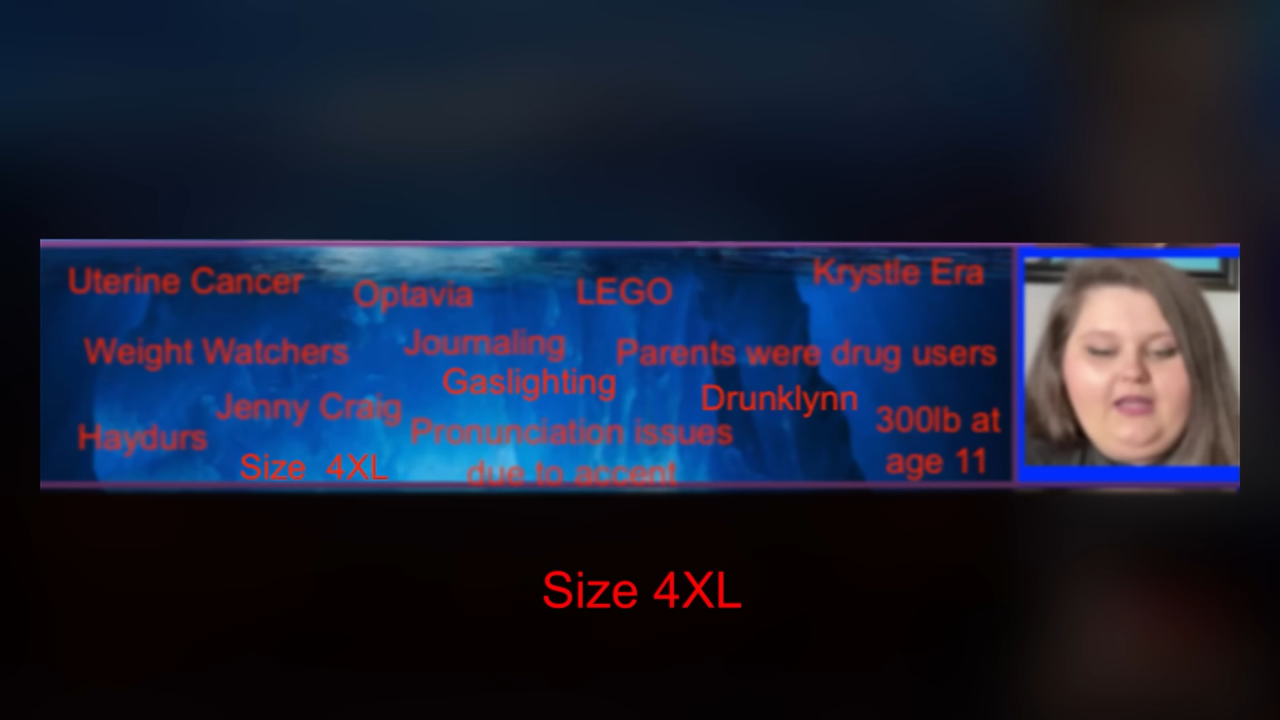 Uterine Cancer
Optavia
LEGO
Krystle Era
Weight Watchers
Journaling
Parents were drug users
Gaslighting
Jenny Craig
Drunklynn
Haydurs
Pronunciation issues
due to accent
300lb at
age 11
Size 4XL
Size 4XL